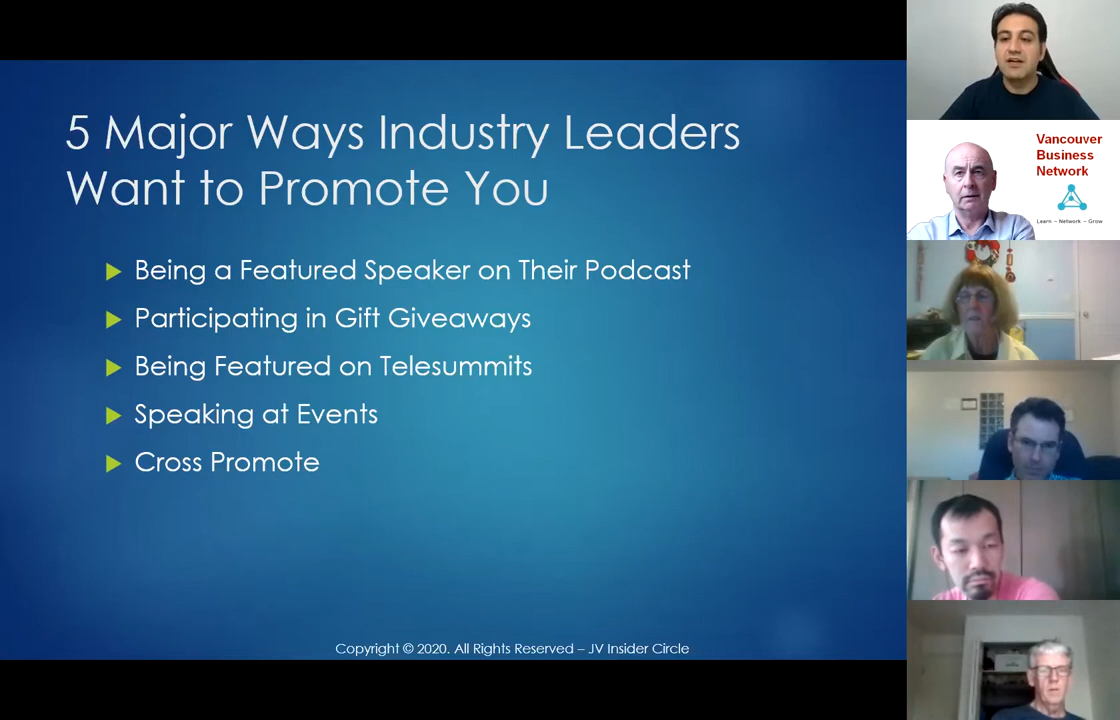 5 Major Ways Industry Leaders
Want to Promote You
Being a Featured Speaker on Their Podcast
Participating in Gift Giveaways
Being Featured on Telesummits
Speaking at Events
Cross Promote
Copyright © 2020. All Rights Reserved – JV Insider Circle
Vancouver
Business
Network
Learn – Network – Grow